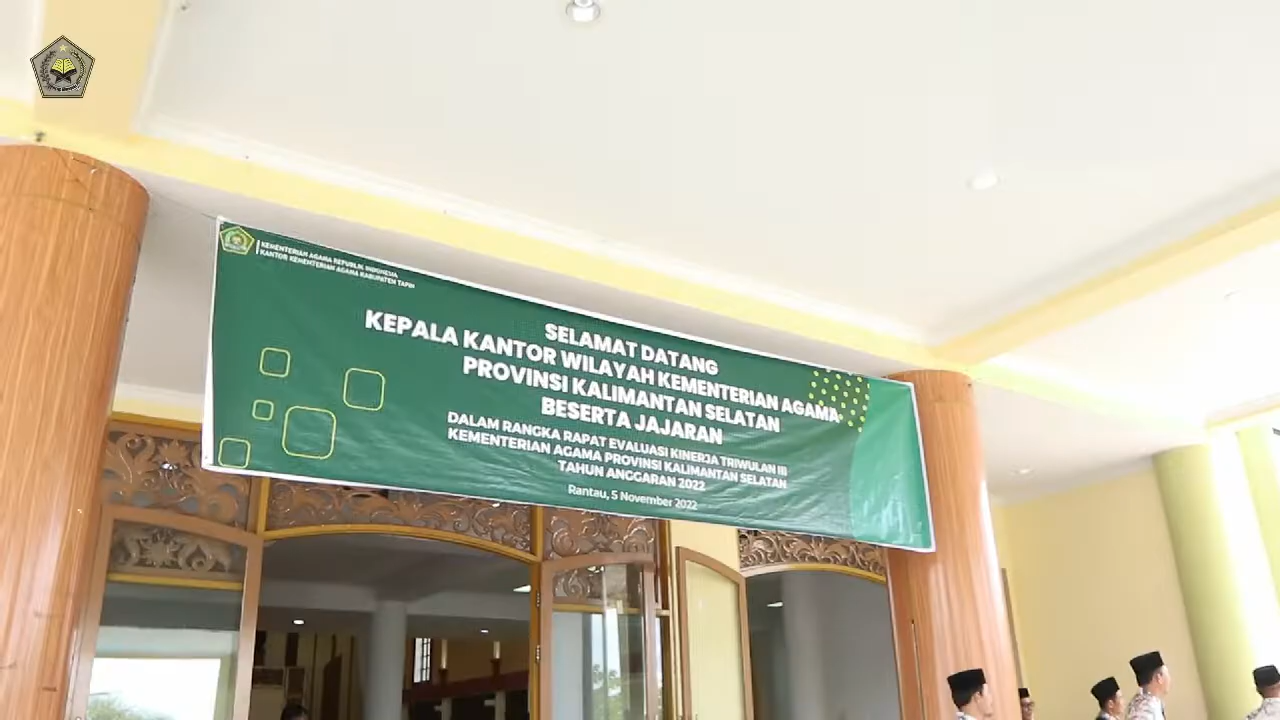 KEMENTERIAN AGAMA REPUBLIK INDONESIA
KANTOR KEMENTERIAN AGAMA KABUPATEN TAPIN
SELAMAT DATANG
KEPALA KANTOR WILAYAH KEMENTERIAN AGAMA
PROVINSI KALIMANTAN SELATAN
BESERTA JAJARAN
DALAM RANGKA RAPAT EVALUASI KINERJA TRIWULAN III
KEMENTERIAN AGAMA PROVINSI KALIMANTAN SELATAN
TAHUN ANGGARAN 2022
Rantau, 5 November 2022